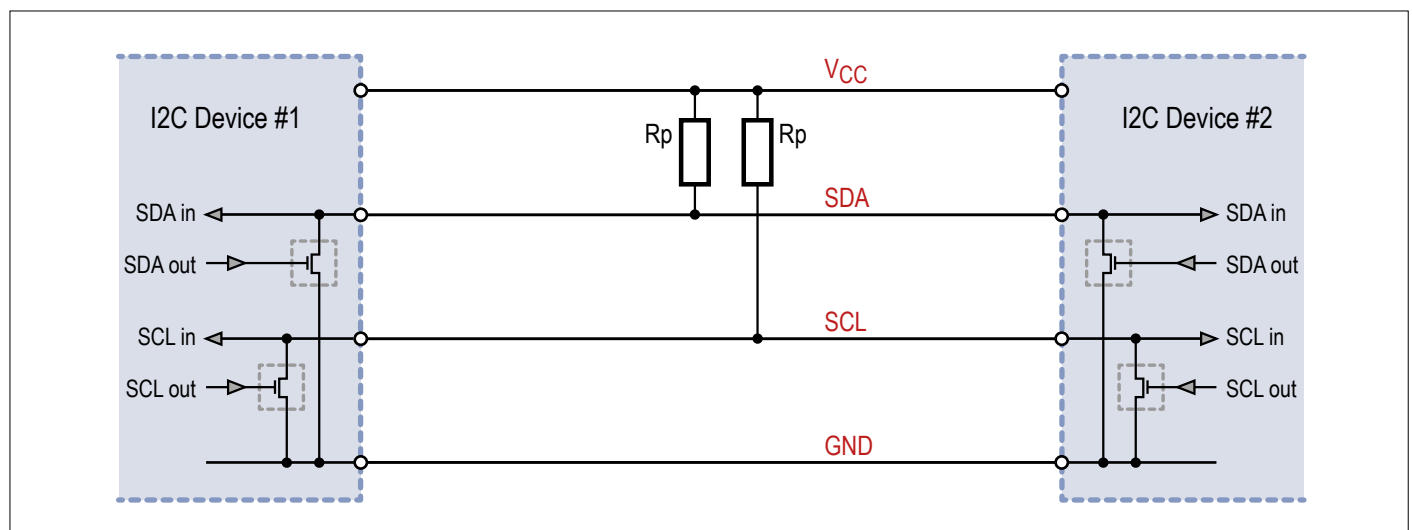 VCC
I2C Device #1
I2C Device #2
Rp
Rp
SDA
SDA in
SDA in
SDA out
SDA out
SCL
SCL in
SCL in
SCL out
SCL out
GND